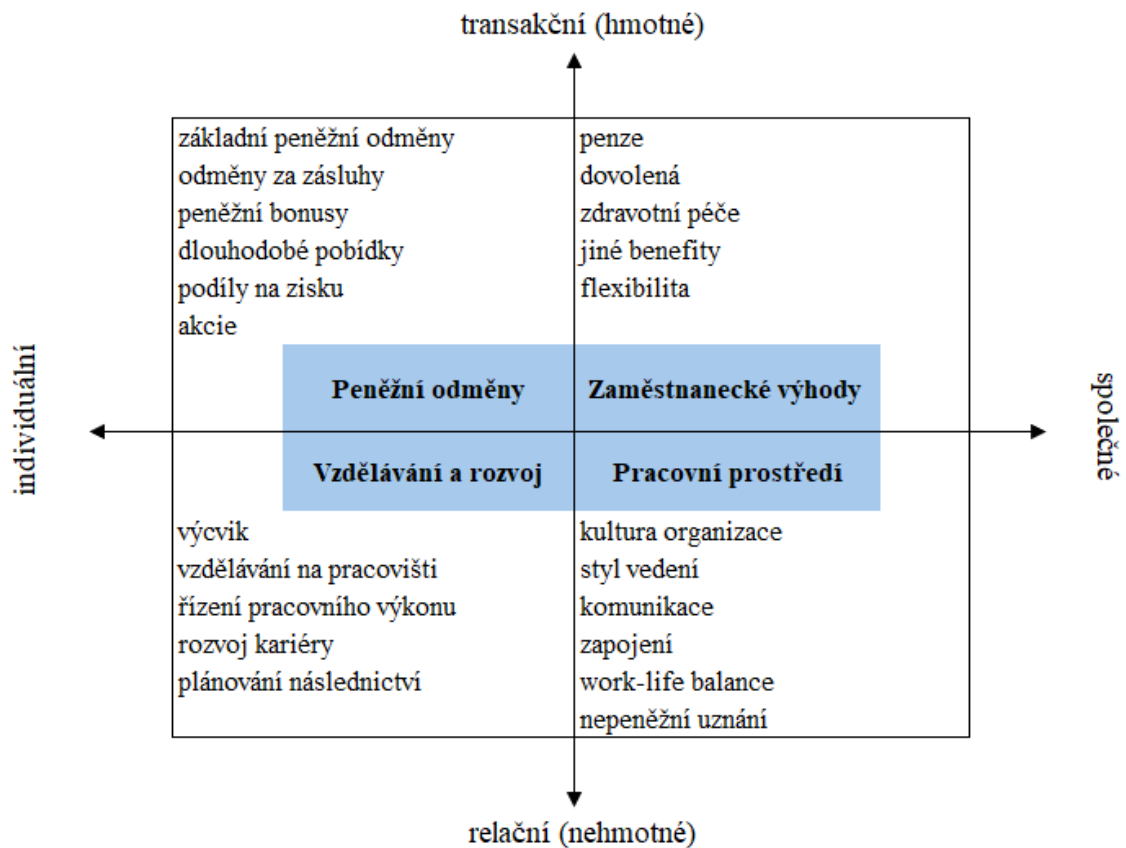 transakční (hmotné)
základní peněžní odměny
odměny za zásluhy
peněžní bonusy
dlouhodobé pobídky
podíly na zisku
akcie
penze
dovolená
zdravotní péče
jiné benefity
flexibilita
individuální
Peněžní odměny
Zaměstnanecké výhody
Vzdělávání a rozvoj
Pracovní prostředí
společné
výcvik
vzdělávání na pracovišti
řízení pracovního výkonu
rozvoj kariéry
plánování následnictví
kultura organizace
styl vedení
komunikace
zapojení
work-life balance
nepeněžní uznání
relační (nehmotné)